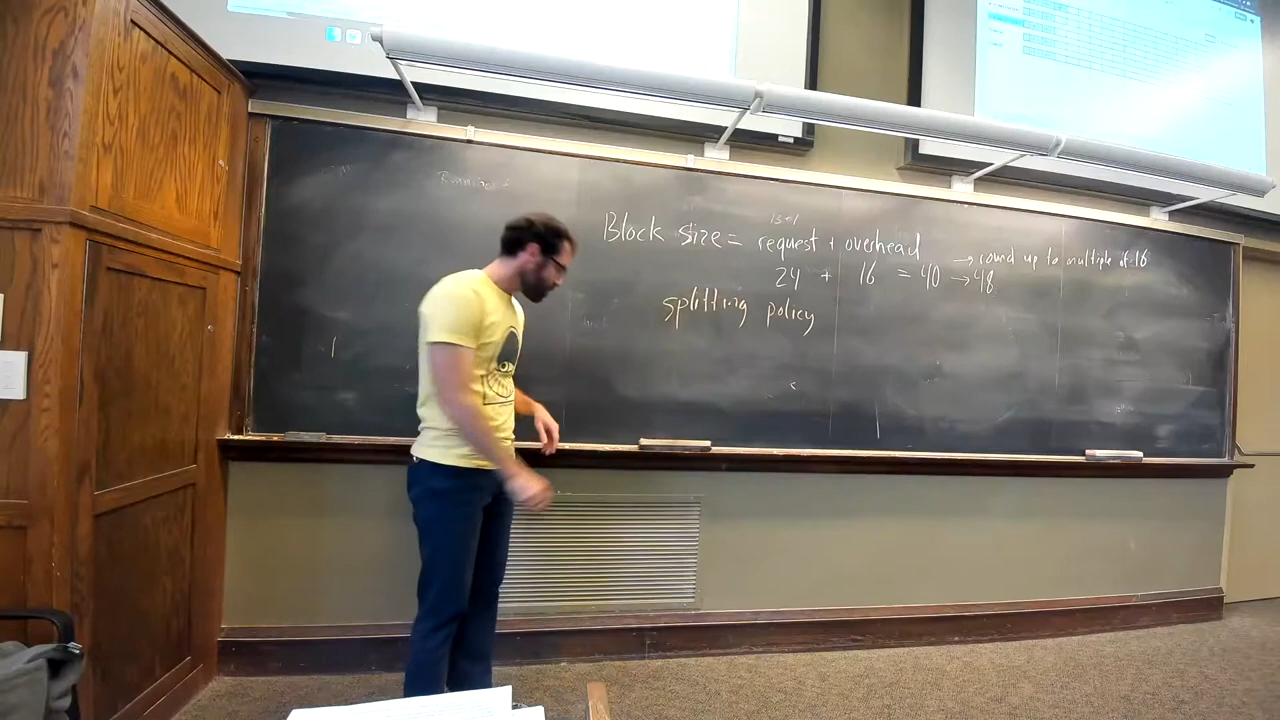 Block size = request + overhead
→ round up to multiple of 16
24 + 16 = 40 → 48
splitting policy